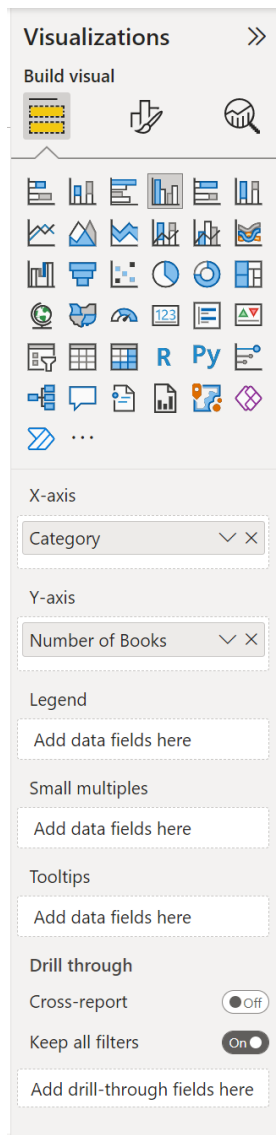 Visualizations
Build visual
123
R
Py
...
X-axis
Category
Y-axis
Number of Books
Legend
Add data fields here
Small multiples
Add data fields here
Tooltips
Add data fields here
Drill through
Cross-report
Off
Keep all filters
On
Add drill-through fields here